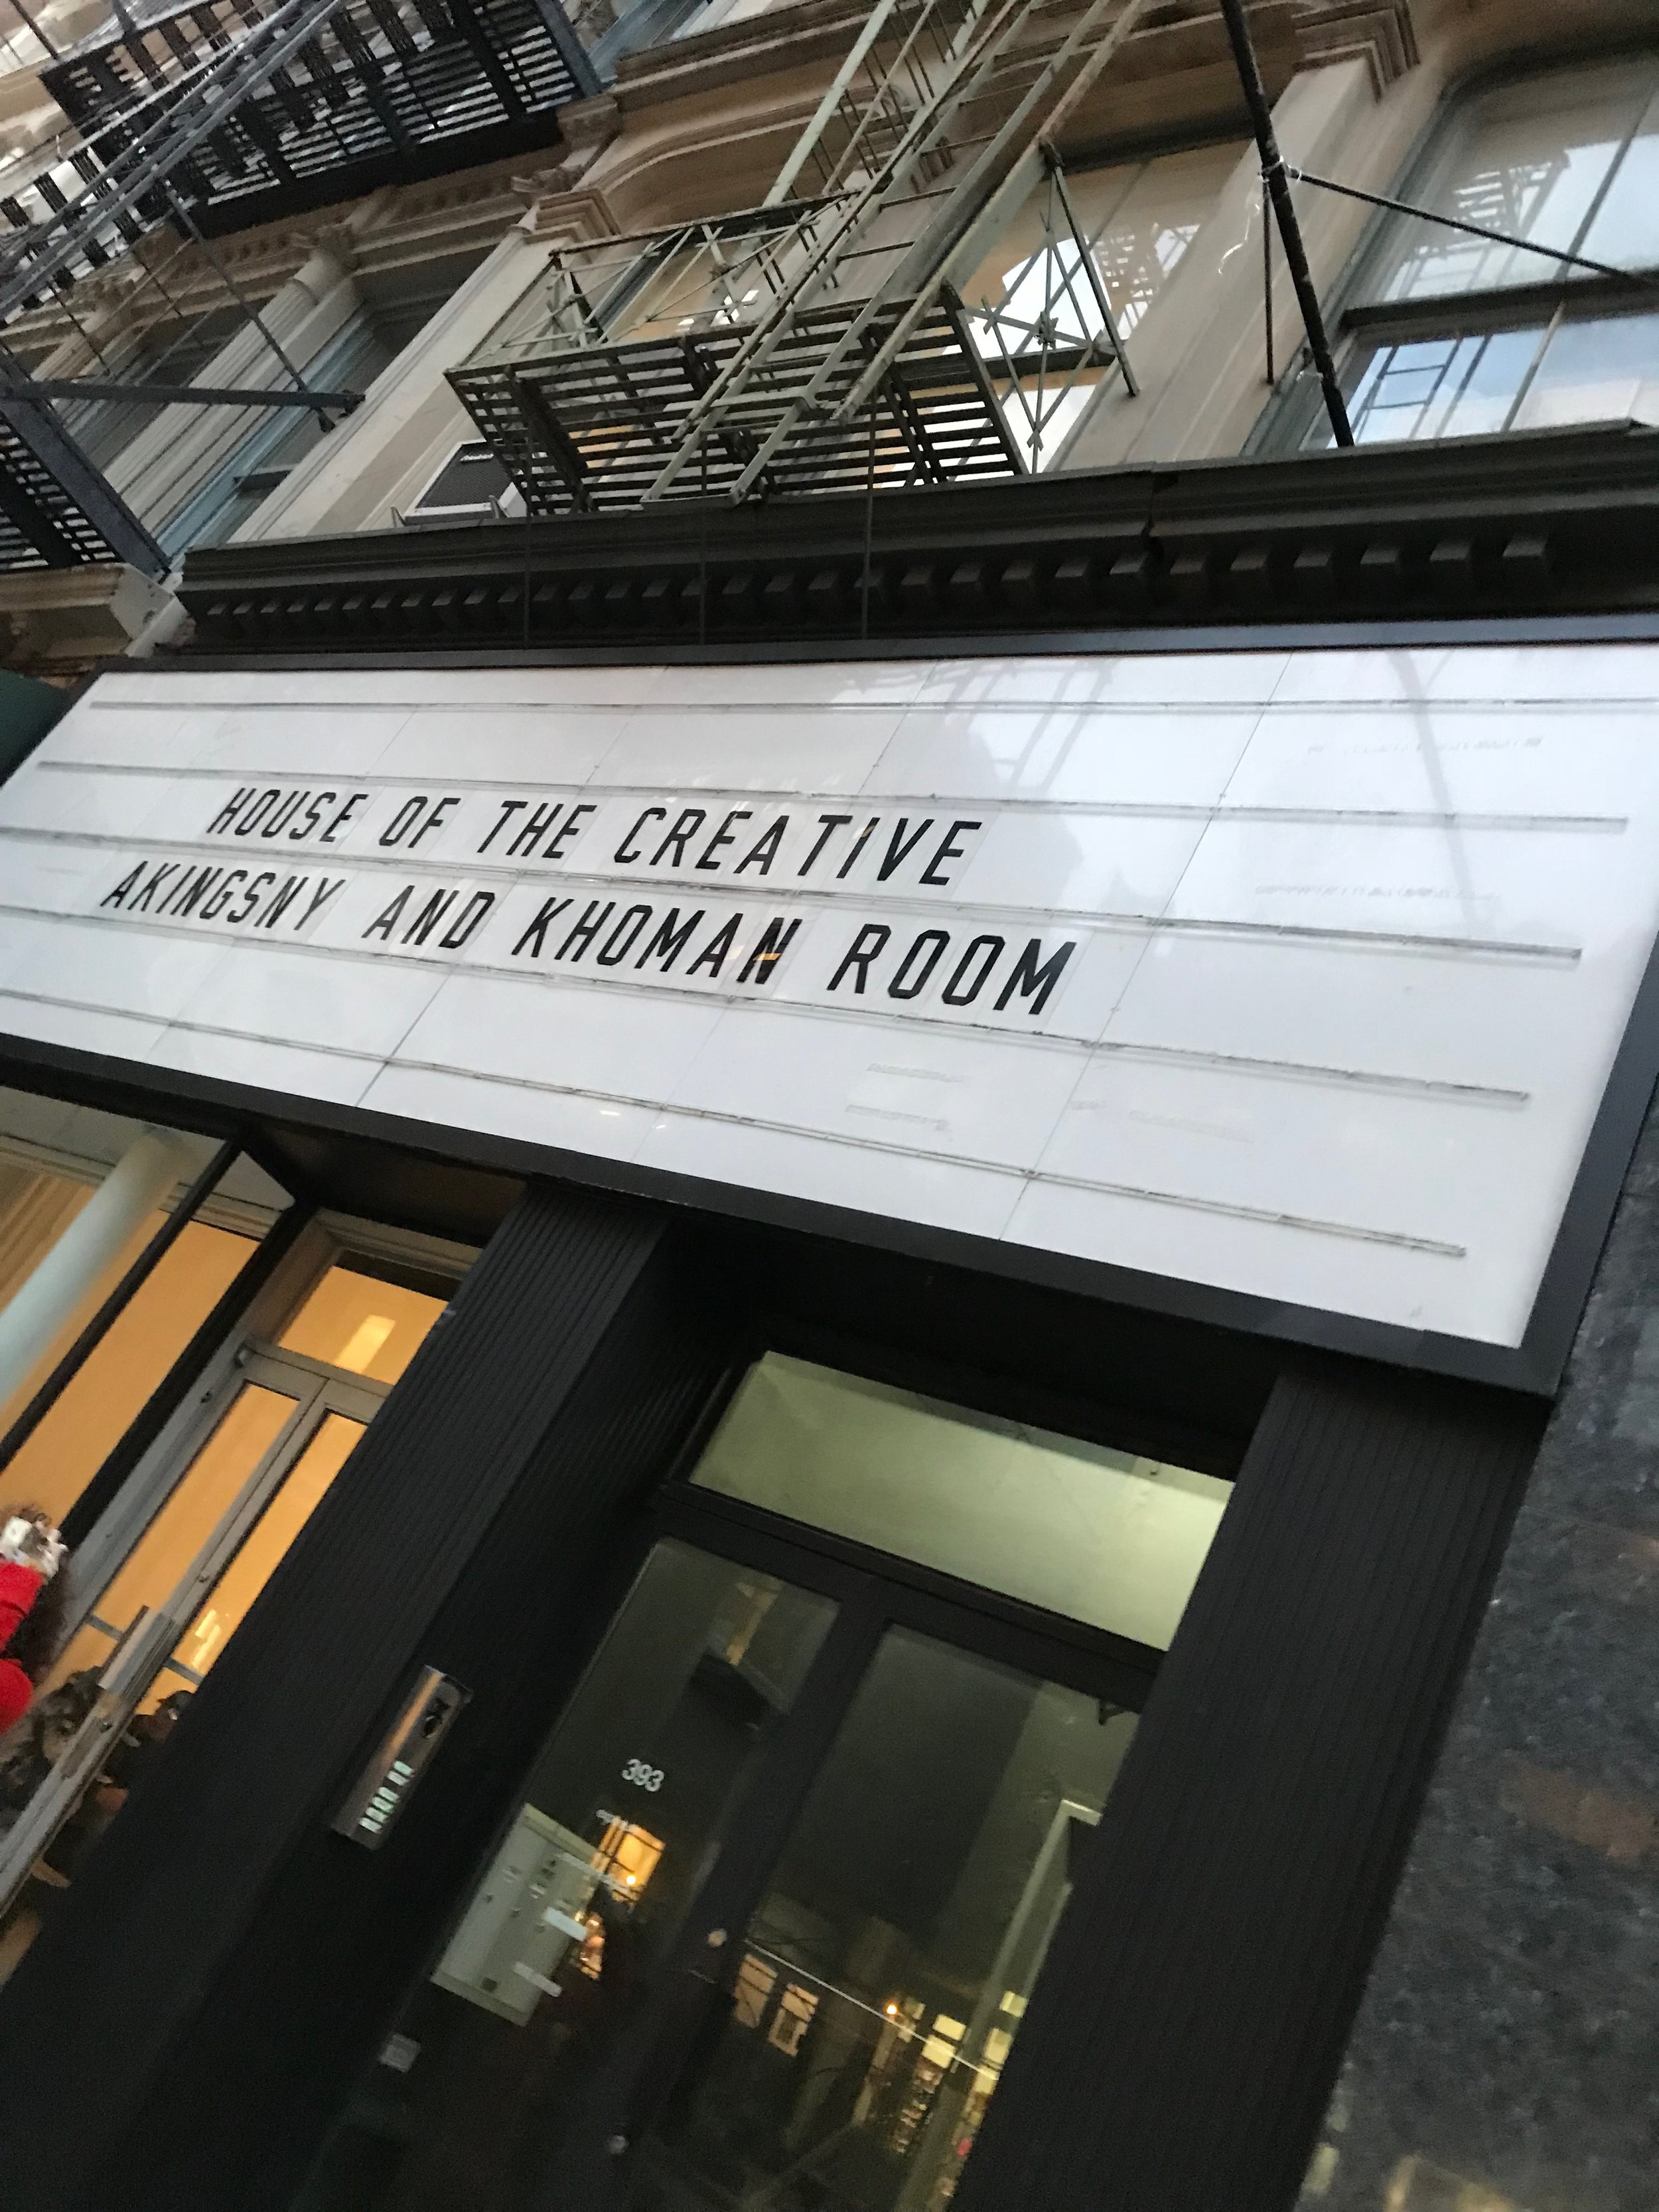 HOUSE OF THE CREATIVE
AKINGSNY AND KHOMAN ROOM
393